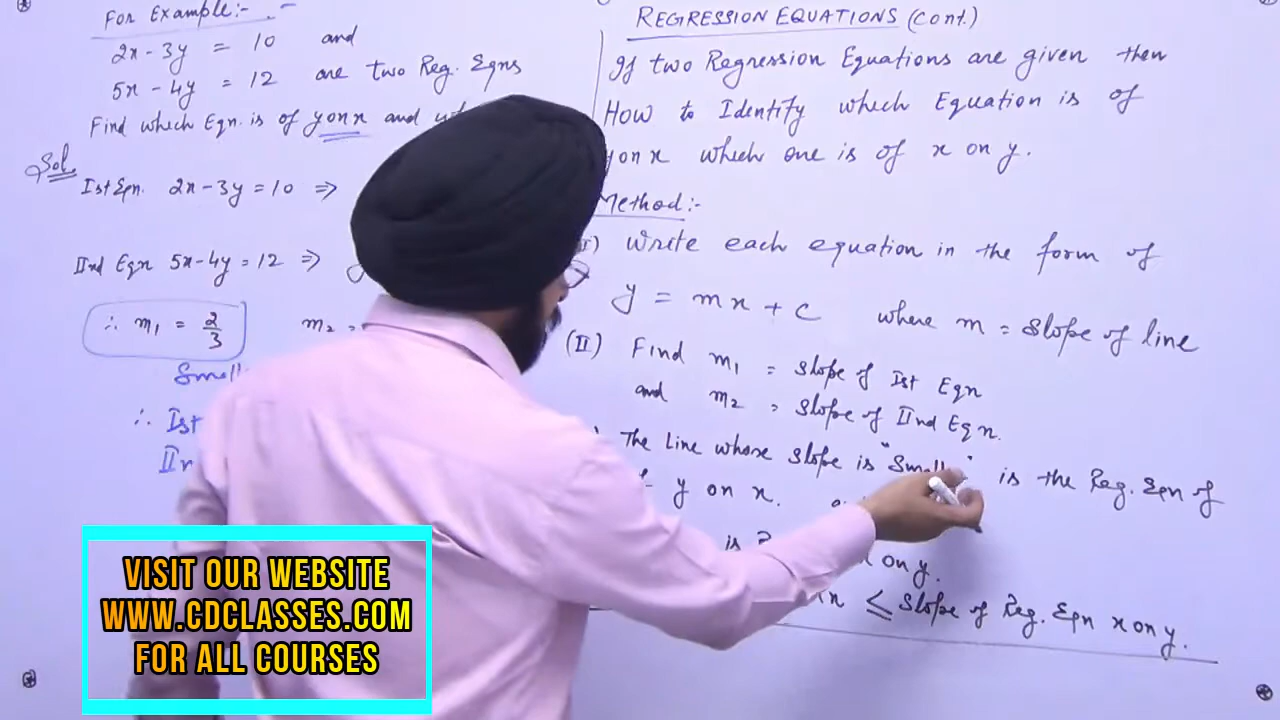 For Example:-
2x - 3y = 10 and
5x - 4y = 12 are two Reg. Eqns
Find which Eqn. is of y on x and
Sol.
Ist Eqn. 2x - 3y = 10 ⇒
IInd Eqn 5x - 4y = 12 ⇒ y
∴ m₁ = 2/3 m₂ =
Small
∴ Ist
REGRESSION EQUATIONS (Cont.)
If two Regression Equations are given then
How to Identify which Equation is of
y on x which one is of x on y.
Method:-
Write each equation in the form of
y = mx + c where m = slope of line
(II) Find m₁ = slope of Ist Eqn
and m₂ = slope of IInd Eqn.
The Line whose slope is "Small" is the Reg. Eqn of
y on x.
is x on y.
≤ Slope of Reg. Eqn x on y.
VISIT OUR WEBSITE
WWW.CDCLASSES.COM
FOR ALL COURSES